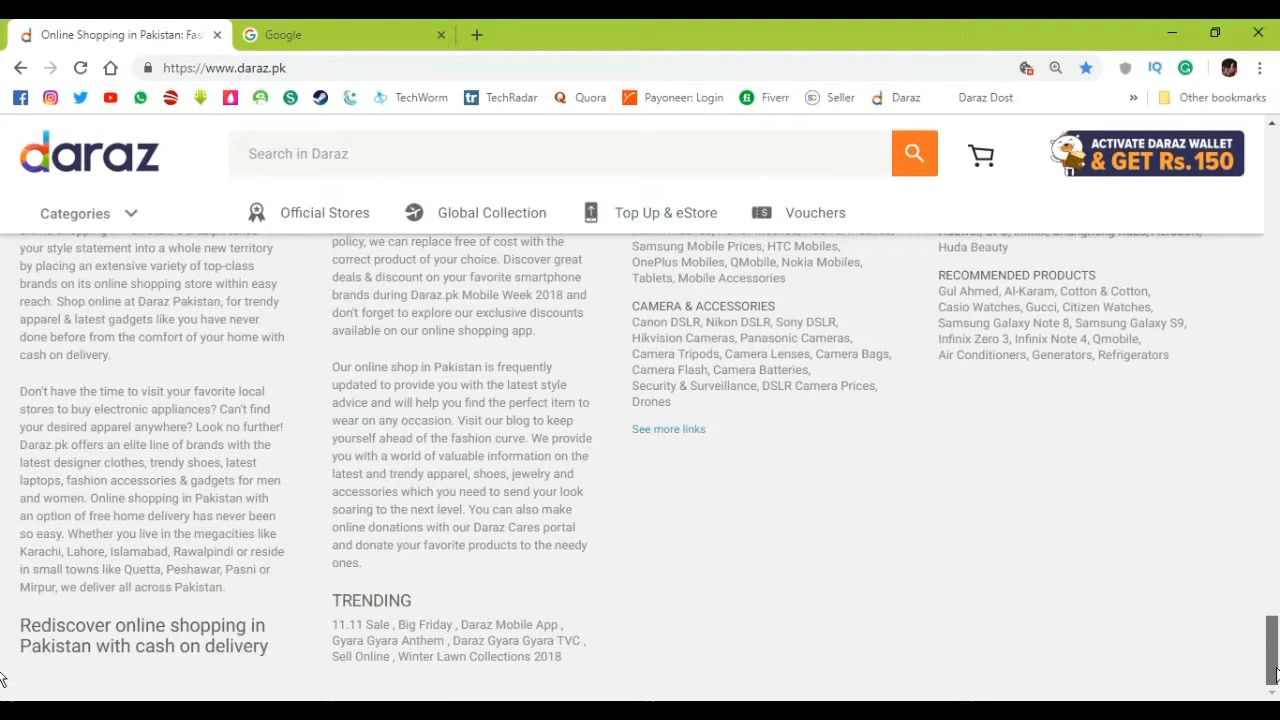 Online Shopping in Pakistan: Fas
Google
https://www.daraz.pk
TechWorm
TechRadar
Quora
Payoneer: Login
Fiverr
Seller
Daraz
Daraz Dost
Other bookmarks
daraz
Search in Daraz
ACTIVATE DARAZ WALLET
& GET Rs.150
Categories
Official Stores
Global Collection
Top Up & eStore
Vouchers
your style statement into a whole new territory
by placing an extensive variety of top-class
brands on its online shopping store within easy
reach. Shop online at Daraz Pakistan, for trendy
apparel & latest gadgets like you have never
done before from the comfort of your home with
cash on delivery.
Don't have the time to visit your favorite local
stores to buy electronic appliances? Can't find
your desired apparel anywhere? Look no further!
Daraz.pk offers an elite line of brands with the
latest designer clothes, trendy shoes, latest
laptops, fashion accessories & gadgets for men
and women. Online shopping in Pakistan with
an option of free home delivery has never been
so easy. Whether you live in the megacities like
Karachi, Lahore, Islamabad, Rawalpindi or reside
in small towns like Quetta, Peshawar, Pasni or
Mirpur, we deliver all across Pakistan.
Rediscover online shopping in
Pakistan with cash on delivery
policy, we can replace free of cost with the
correct product of your choice. Discover great
deals & discount on your favorite smartphone
brands during Daraz.pk Mobile Week 2018 and
don't forget to explore our exclusive discounts
available on our online shopping app.
Our online shop in Pakistan is frequently
updated to provide you with the latest style
advice and will help you find the perfect item to
wear on any occasion. Visit our blog to keep
yourself ahead of the fashion curve. We provide
you with a world of valuable information on the
latest and trendy apparel, shoes, jewelry and
accessories which you need to send your look
soaring to the next level. You can also make
online donations with our Daraz Cares portal
and donate your favorite products to the needy
ones.
TRENDING
11.11 Sale , Big Friday , Daraz Mobile App ,
Gyara Gyara Anthem , Daraz Gyara Gyara TVC ,
Sell Online , Winter Lawn Collections 2018
Samsung Mobile Prices, HTC Mobiles,
OnePlus Mobiles, QMobile, Nokia Mobiles,
Tablets, Mobile Accessories
CAMERA & ACCESSORIES
Canon DSLR, Nikon DSLR, Sony DSLR,
Hikvision Cameras, Panasonic Cameras,
Camera Tripods, Camera Lenses, Camera Bags,
Camera Flash, Camera Batteries,
Security & Surveillance, DSLR Camera Prices,
Drones
See more links
Huda Beauty
RECOMMENDED PRODUCTS
Gul Ahmed, Al-Karam, Cotton & Cotton,
Casio Watches, Gucci, Citizen Watches,
Samsung Galaxy Note 8, Samsung Galaxy S9,
Infinix Zero 3, Infinix Note 4, Qmobile,
Air Conditioners, Generators, Refrigerators